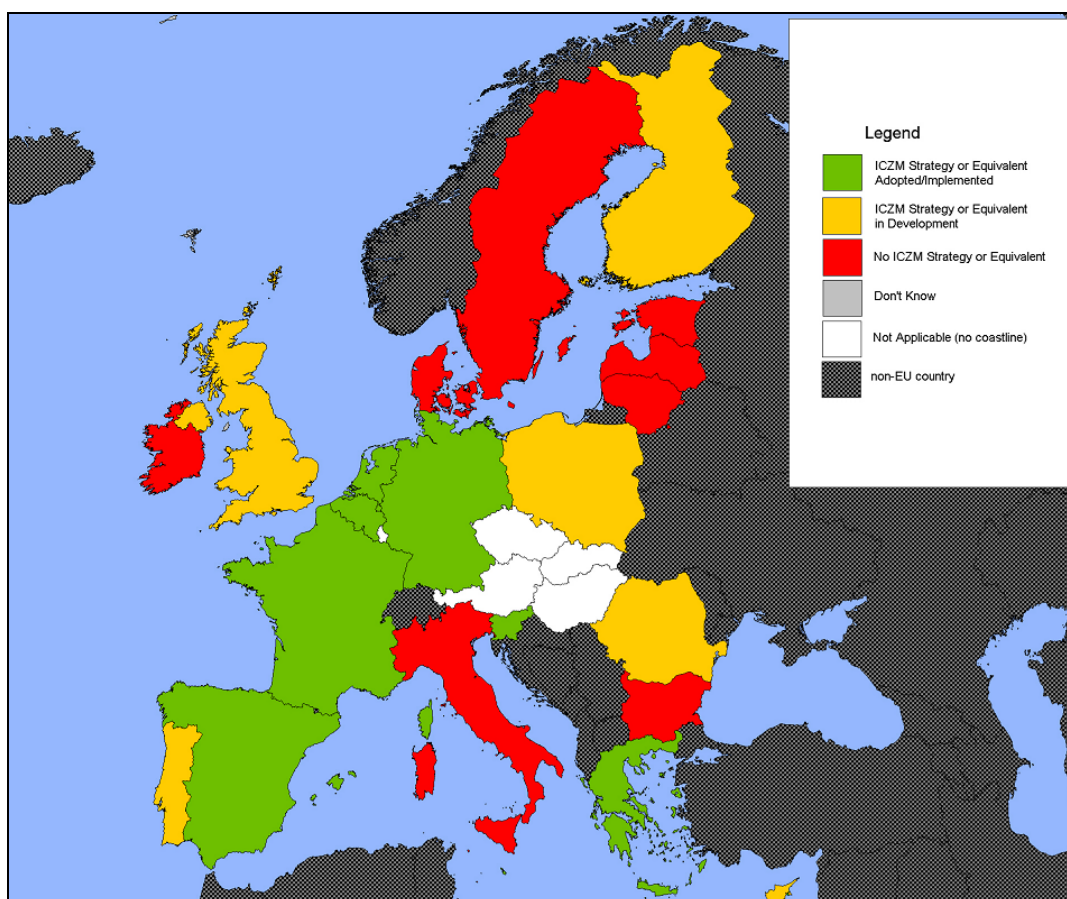 Legend
ICZM Strategy or Equivalent
Adopted/Implemented
ICZM Strategy or Equivalent
in Development
No ICZM Strategy or Equivalent
Don't Know
Not Applicable (no coastline)
non-EU country